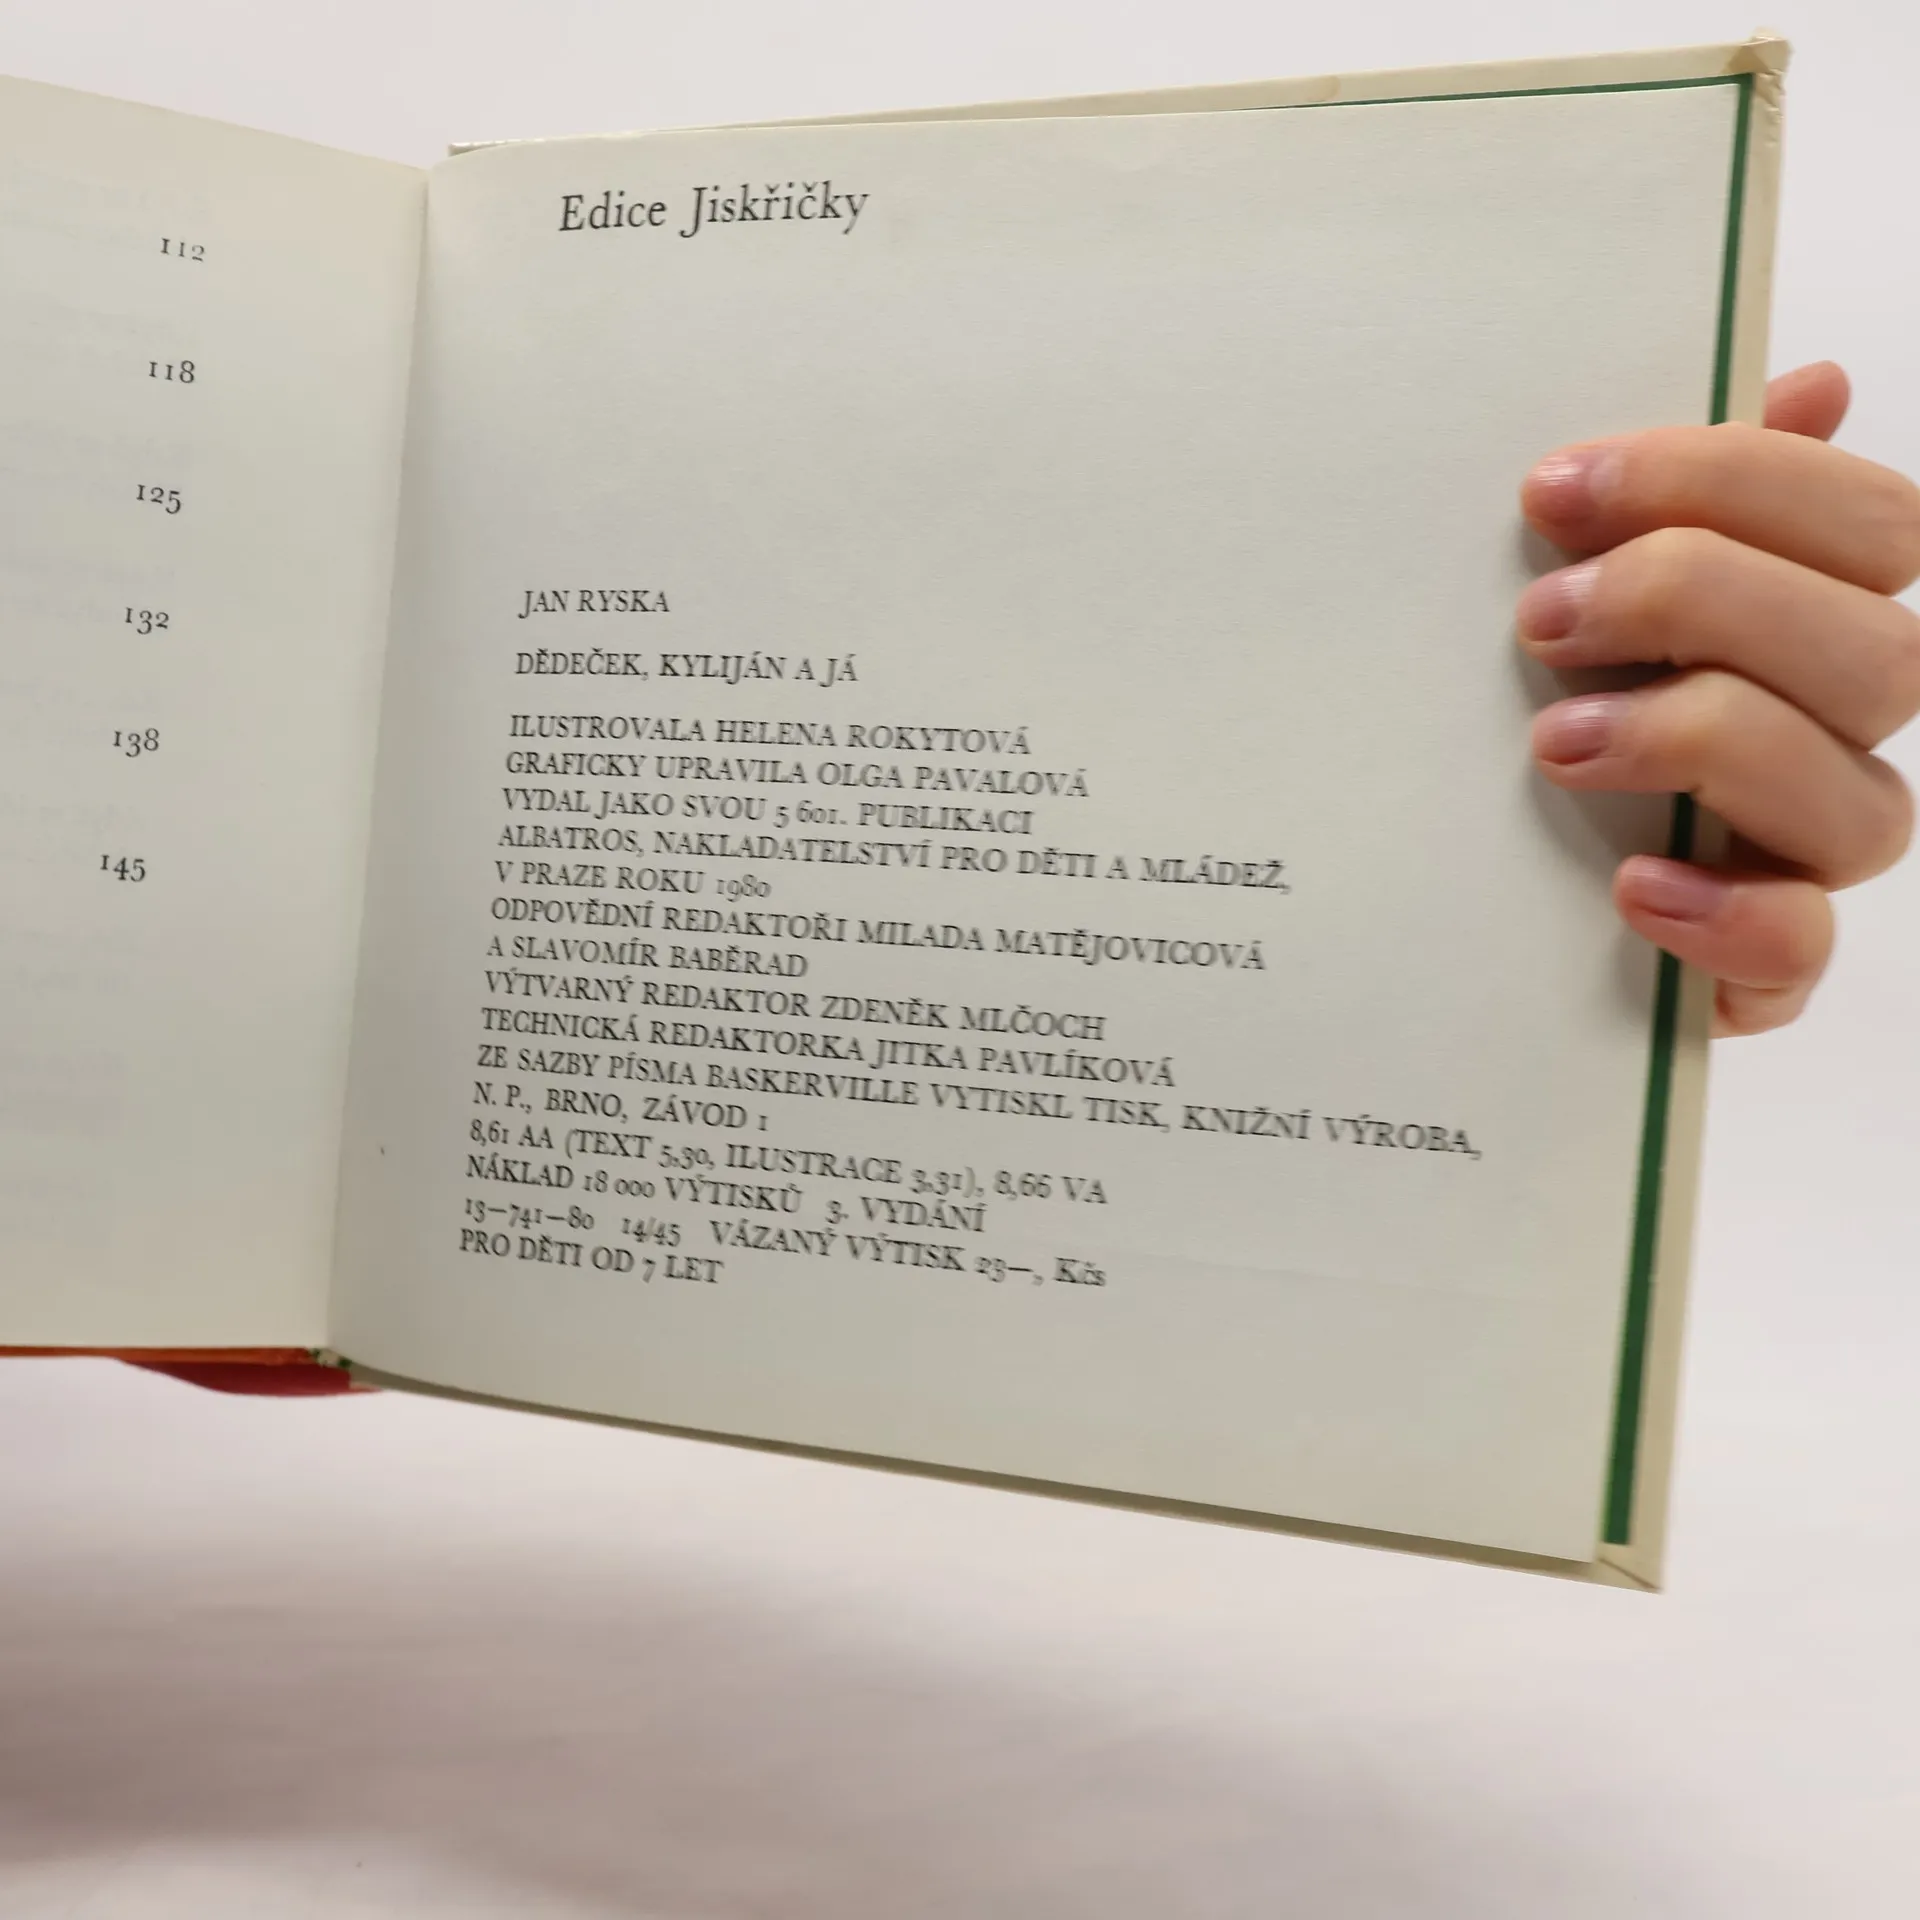 112
118
125
132
138
145
Edice Jiskřičky
JAN RYSKA
DĚDEČEK, KYLIJÁN A JÁ
ILUSTROVALA HELENA ROKYTOVÁ
GRAFICKY UPRAVILA OLGA PAVALOVÁ
VYDAL JAKO SVOU 5 601. PUBLIKACI
ALBATROS, NAKLADATELSTVÍ PRO DĚTI A MLÁDEŽ,
V PRAZE ROKU 1980
ODPOVĚDNÍ REDAKTOŘI MILADA MATĚJOVICOVÁ
A SLAVOMÍR BABĚRAD
VÝTVARNÝ REDAKTOR ZDENĚK MLČOCH
TECHNICKÁ REDAKTORKA JITKA PAVLÍKOVÁ
ZE SAZBY PÍSMA BASKERVILLE VYTISKL TISK, KNIŽNÍ VÝROBA,
N. P., BRNO, ZÁVOD 1
8,61 AA (TEXT 5,30, ILUSTRACE 3,31), 8,66 VA
NÁKLAD 18 000 VÝTISKŮ 3. VYDÁNÍ
13—741—80 14/45 VÁZANÝ VÝTISK 23—, Kčs
PRO DĚTI OD 7 LET